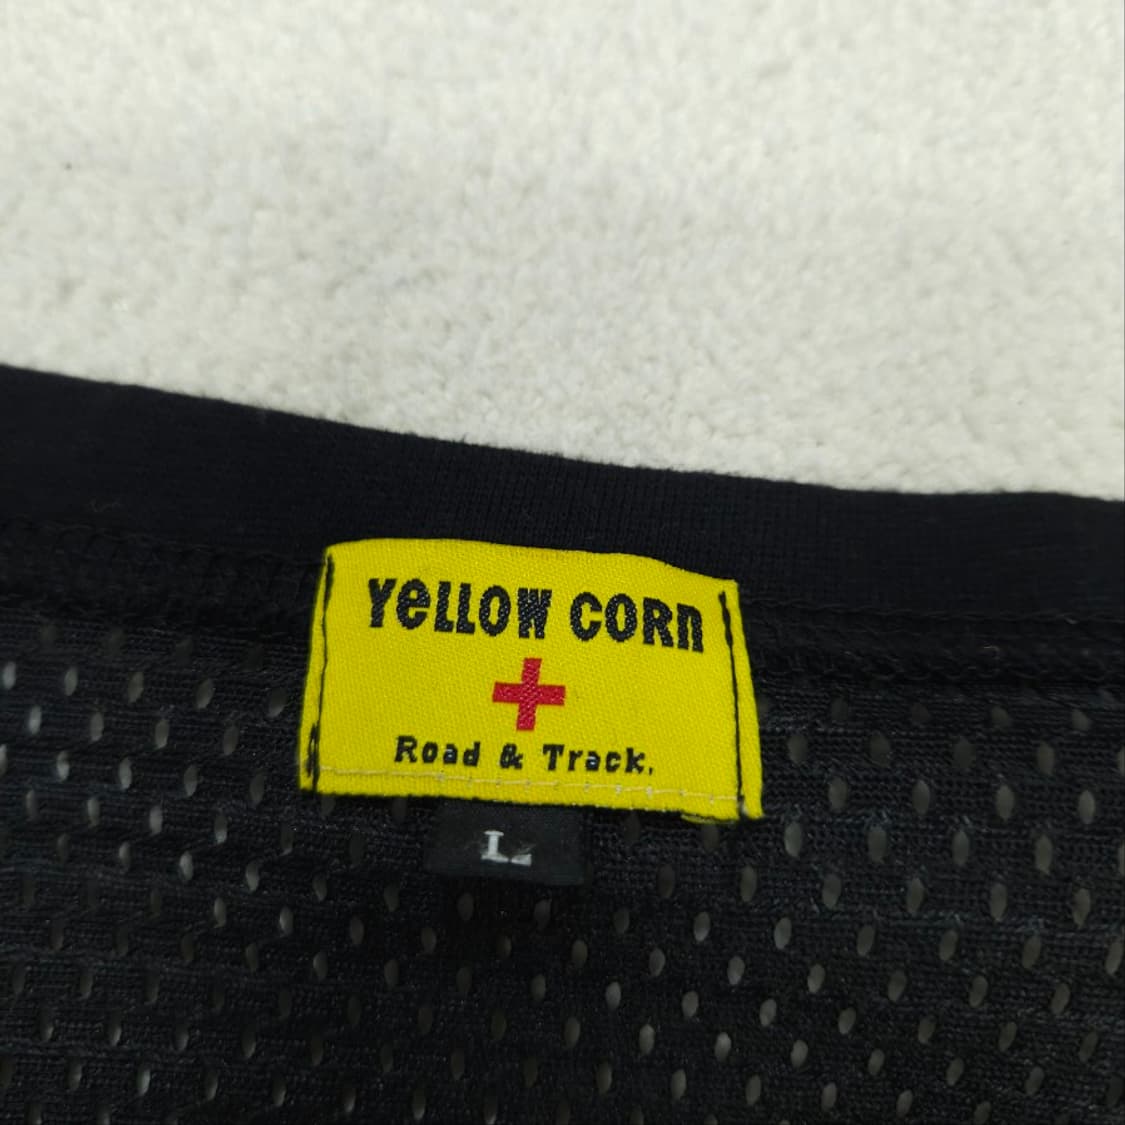 YeLLOW CORn
Road & Track.
L